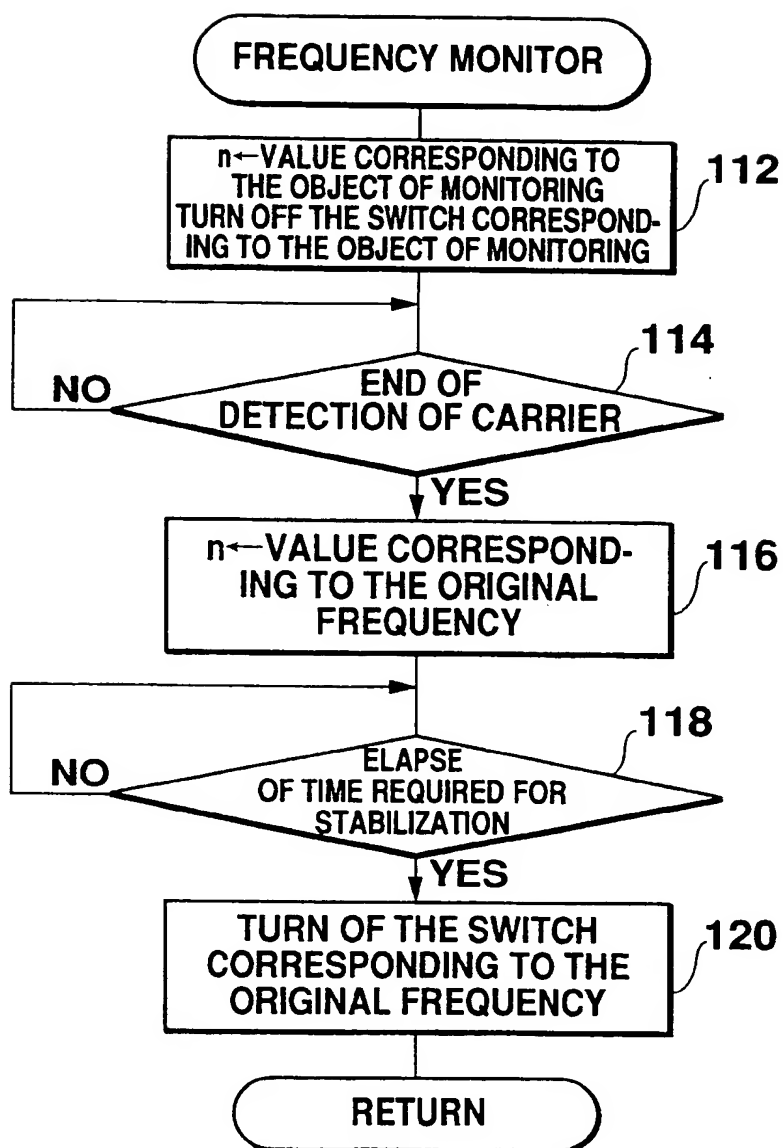 FREQUENCY MONITOR
n←VALUE CORRESPONDING TO
THE OBJECT OF MONITORING
TURN OFF THE SWITCH CORRESPOND-
ING TO THE OBJECT OF MONITORING
112
114
END OF
DETECTION OF CARRIER
NO
YES
n←VALUE CORRESPOND-
ING TO THE ORIGINAL
FREQUENCY
116
118
ELAPSE
OF TIME REQUIRED FOR
STABILIZATION
NO
YES
TURN OF THE SWITCH
CORRESPONDING TO THE
ORIGINAL FREQUENCY
120
RETURN